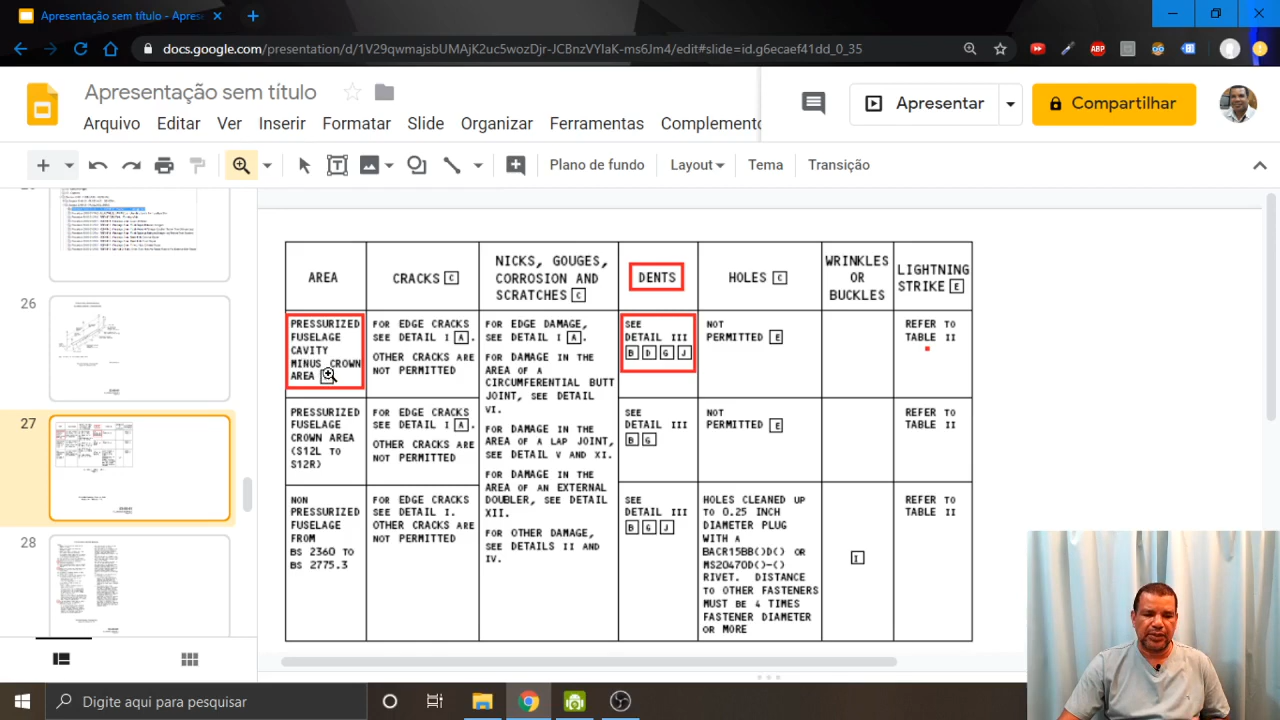 Apresentação sem título - Apres
docs.google.com/presentation/d/1V29qwmajsbUMAjK2uc5wozDjr-JCBnzVYlaK-ms6Jm4/edit#slide=id.g6ecaef41dd_0_35
ABP
Apresentação sem título
Apresentar
Compartilhar
Arquivo Editar Ver Inserir Formatar Slide Organizar Ferramentas Complemento
Plano de fundo Layout Tema Transição
26
27
28
AREA
CRACKS C
NICKS, GOUGES,
CORROSION AND
SCRATCHES C
DENTS
HOLES C
WRINKLES
OR
BUCKLES
LIGHTNING
STRIKE E
PRESSURIZED
FUSELAGE
CAVITY
MINUS CROWN
AREA
FOR EDGE CRACKS
SEE DETAIL I A.
OTHER CRACKS ARE
NOT PERMITTED
FOR EDGE DAMAGE,
SEE DETAIL I A.
FOR DAMAGE IN THE
AREA OF A
CIRCUMFERENTIAL BUTT
JOINT, SEE DETAIL
VI.
FOR DAMAGE IN THE
AREA OF A LAP JOINT,
SEE DETAIL V AND XI.
FOR DAMAGE IN THE
AREA OF AN EXTERNAL
DOUBLER, SEE DETAIL
XII.
FOR OTHER DAMAGE,
SEE DETAILS II AND
IV.
SEE
DETAIL III
B D G J
NOT
PERMITTED E
REFER TO
TABLE II
PRESSURIZED
FUSELAGE
CROWN AREA
(S12L TO
S12R)
FOR EDGE CRACKS
SEE DETAIL I A.
OTHER CRACKS ARE
NOT PERMITTED
SEE
DETAIL III
B G
NOT
PERMITTED E
REFER TO
TABLE II
NON
PRESSURIZED
FUSELAGE
FROM
BS 2360 TO
BS 2775.3
FOR EDGE CRACKS
SEE DETAIL I.
OTHER CRACKS ARE
NOT PERMITTED
SEE
DETAIL III
B G J
HOLES CLEANED UP
TO 0.25 INCH
DIAMETER PLUG
WITH A
BACR15BB()D() OR
MS20470D()-()
RIVET. DISTANCE
TO OTHER FASTENERS
MUST BE 4 TIMES
FASTENER DIAMETER
OR MORE
I
REFER TO
TABLE II
Digite aqui para pesquisar